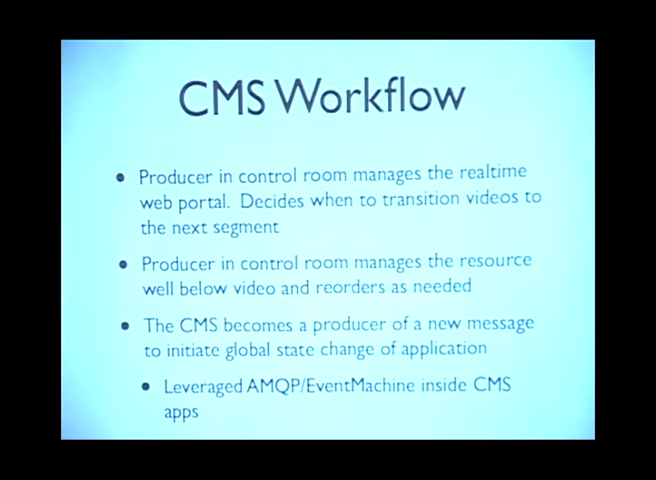 CMS Workflow
• Producer in control room manages the realtime
web portal. Decides when to transition videos to
the next segment
• Producer in control room manages the resource
well below video and reorders as needed
• The CMS becomes a producer of a new message
to initiate global state change of application
• Leveraged AMQP/EventMachine inside CMS
apps